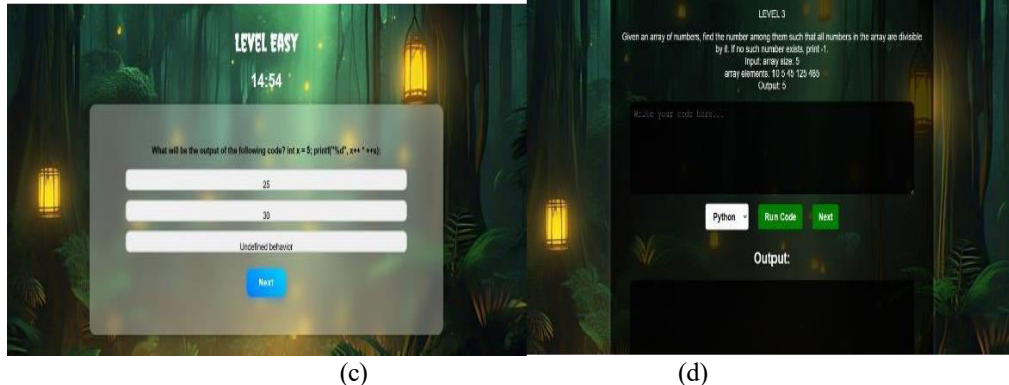 LEVEL EASY
14:54
What will be the output of the following code? int x = 5; printf("%d", x++ * ++x);
25
30
Undefined behavior
Next
(c)
LEVEL 3
Given an array of numbers, find the number among them such that all numbers in the array are divisible
by it. If no such number exists, print -1.
Input: array size: 5
array elements: 10 5 45 125 485
Output: 5
Write your code here...
Python
Run Code
Next
Output:
(d)